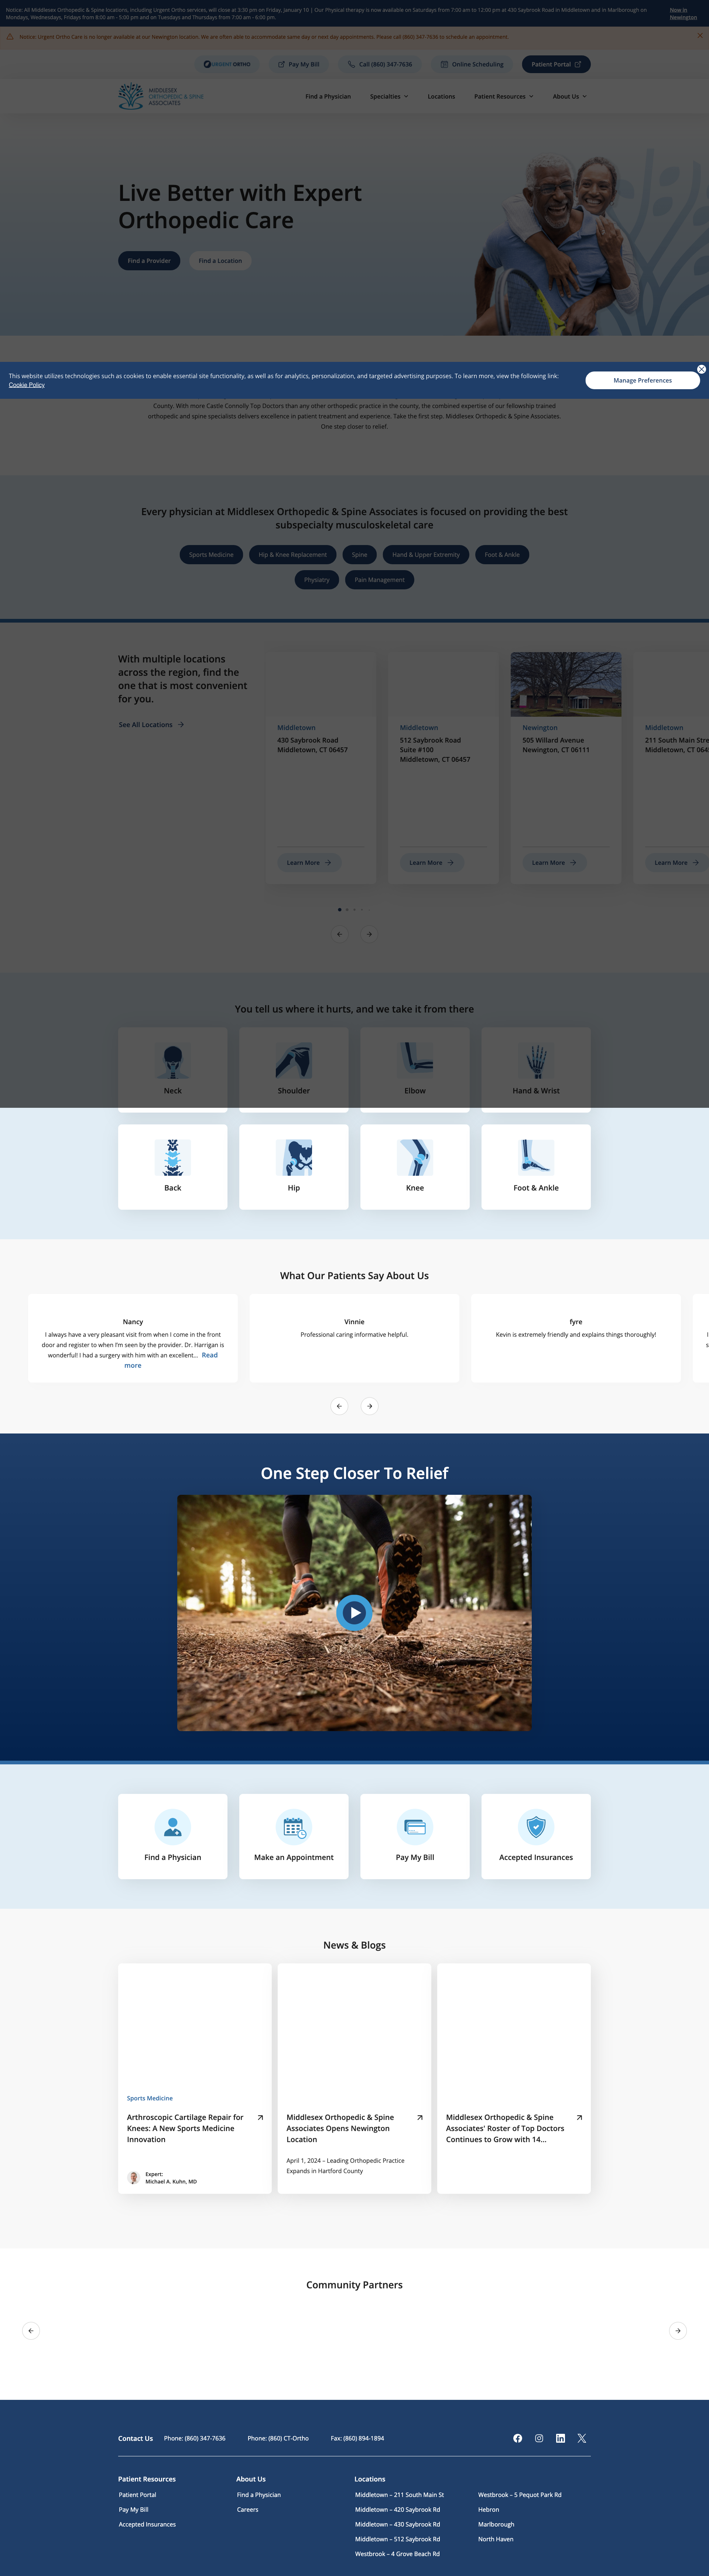 Notice: All Middlesex Orthopedic & Spine locations, including Urgent Ortho services, will close at 3:30 pm on Friday, January 10 | Our Physical therapy is now available on Saturdays from 7:00 am to 12:00 pm at 430 Saybrook Road in Middletown and in Marlborough on
Mondays, Wednesdays, Fridays from 8:00 am - 5:00 pm and on Tuesdays and Thursdays from 7:00 am - 6:00 pm.
Now in
Newington
Notice: Urgent Ortho Care is no longer available at our Newington location. We are often able to accommodate same day or next day appointments. Please call (860) 347-7636 to schedule an appointment.
URGENT ORTHO
Pay My Bill
Call (860) 347-7636
Online Scheduling
Patient Portal
MIDDLESEX
ORTHOPEDIC & SPINE
ASSOCIATES
Find a Physician
Specialties
Locations
Patient Resources
About Us
Live Better with Expert
Orthopedic Care
Find a Provider
Find a Location
This website utilizes technologies such as cookies to enable essential site functionality, as well as for analytics, personalization, and targeted advertising purposes. To learn more, view the following link:
Cookie Policy
Manage Preferences
County. With more Castle Connolly Top Doctors than any other orthopedic practice in the county, the combined expertise of our fellowship trained
orthopedic and spine specialists delivers excellence in patient treatment and experience. Take the first step. Middlesex Orthopedic & Spine Associates.
One step closer to relief.
Every physician at Middlesex Orthopedic & Spine Associates is focused on providing the best
subspecialty musculoskeletal care
Sports Medicine
Hip & Knee Replacement
Spine
Hand & Upper Extremity
Foot & Ankle
Physiatry
Pain Management
With multiple locations
across the region, find the
one that is most convenient
for you.
See All Locations
Middletown
430 Saybrook Road
Middletown, CT 06457
Learn More
Middletown
512 Saybrook Road
Suite #100
Middletown, CT 06457
Learn More
Newington
505 Willard Avenue
Newington, CT 06111
Learn More
Middletown
211 South Main Stre
Middletown, CT 064
Learn More
You tell us where it hurts, and we take it from there
Neck
Shoulder
Elbow
Hand & Wrist
Back
Hip
Knee
Foot & Ankle
What Our Patients Say About Us
Nancy
I always have a very pleasant visit from when I come in the front
door and register to when I'm seen by the provider. Dr. Harrigan is
wonderful! I had a surgery with him with an excellent... Read
more
Vinnie
Professional caring informative helpful.
fyre
Kevin is extremely friendly and explains things thoroughly!
One Step Closer To Relief
Find a Physician
Make an Appointment
Pay My Bill
Accepted Insurances
News & Blogs
Sports Medicine
Arthroscopic Cartilage Repair for
Knees: A New Sports Medicine
Innovation
Expert:
Michael A. Kuhn, MD
Middlesex Orthopedic & Spine
Associates Opens Newington
Location
April 1, 2024 – Leading Orthopedic Practice
Expands in Hartford County
Middlesex Orthopedic & Spine
Associates' Roster of Top Doctors
Continues to Grow with 14...
Community Partners
Contact Us
Phone: (860) 347-7636
Phone: (860) CT-Ortho
Fax: (860) 894-1894
Patient Resources
Patient Portal
Pay My Bill
Accepted Insurances
About Us
Find a Physician
Careers
Locations
Middletown – 211 South Main St
Middletown – 420 Saybrook Rd
Middletown – 430 Saybrook Rd
Middletown – 512 Saybrook Rd
Westbrook – 4 Grove Beach Rd
Westbrook – 5 Pequot Park Rd
Hebron
Marlborough
North Haven